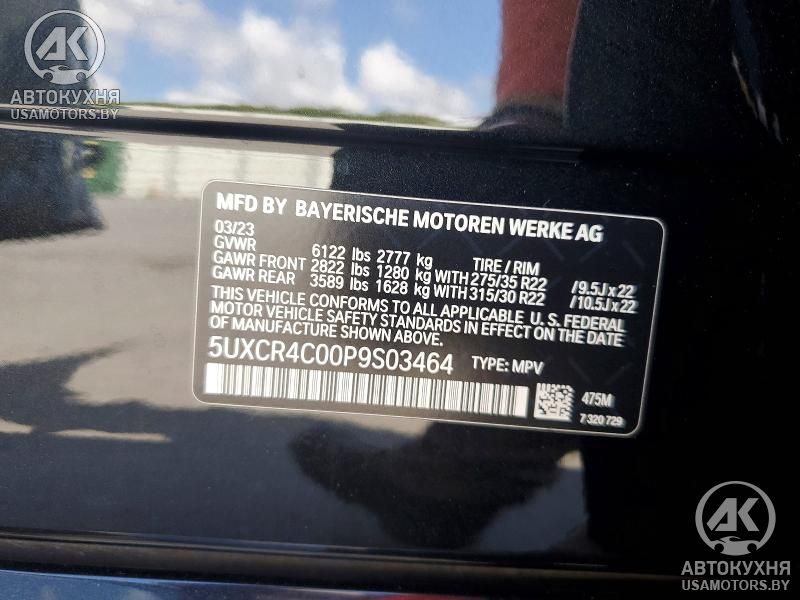 AK
АВТОКУХНЯ
USAMOTORS.BY
MFD BY BAYERISCHE MOTOREN WERKE AG
03/23
GVWR 6122 lbs 2777 kg TIRE / RIM
GAWR FRONT 2822 lbs 1280 kg WITH 275/35 R22 /9.5Jx22
GAWR REAR 3589 lbs 1628 kg WITH 315/30 R22 /10.5Jx22
THIS VEHICLE CONFORMS TO ALL APPLICABLE U. S. FEDERAL
MOTOR VEHICLE SAFETY STANDARDS IN EFFECT ON THE DATE
OF MANUFACTURE SHOWN ABOVE.
5UXCR4C00P9S03464 TYPE: MPV
475M
7 320 729
AK
АВТОКУХНЯ
USAMOTORS.BY